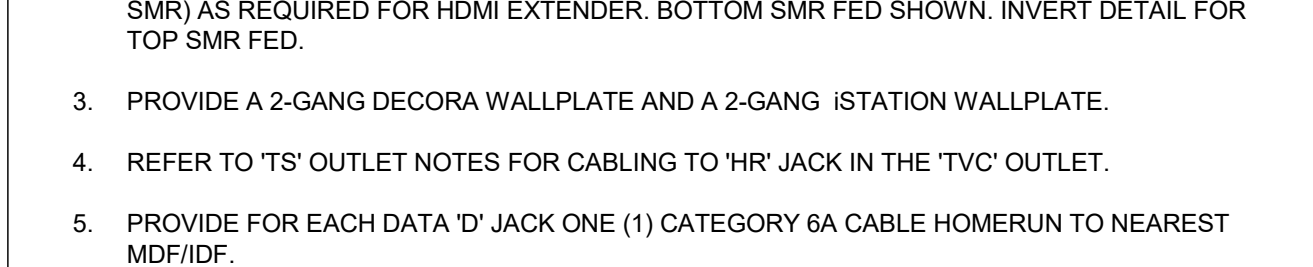 SMR) AS REQUIRED FOR HDMI EXTENDER. BOTTOM SMR FED SHOWN. INVERT DETAIL FOR
TOP SMR FED.
3. PROVIDE A 2-GANG DECORA WALLPLATE AND A 2-GANG iSTATION WALLPLATE.
4. REFER TO 'TS' OUTLET NOTES FOR CABLING TO 'HR' JACK IN THE 'TVC' OUTLET.
5. PROVIDE FOR EACH DATA 'D' JACK ONE (1) CATEGORY 6A CABLE HOMERUN TO NEAREST
MDF/IDF.